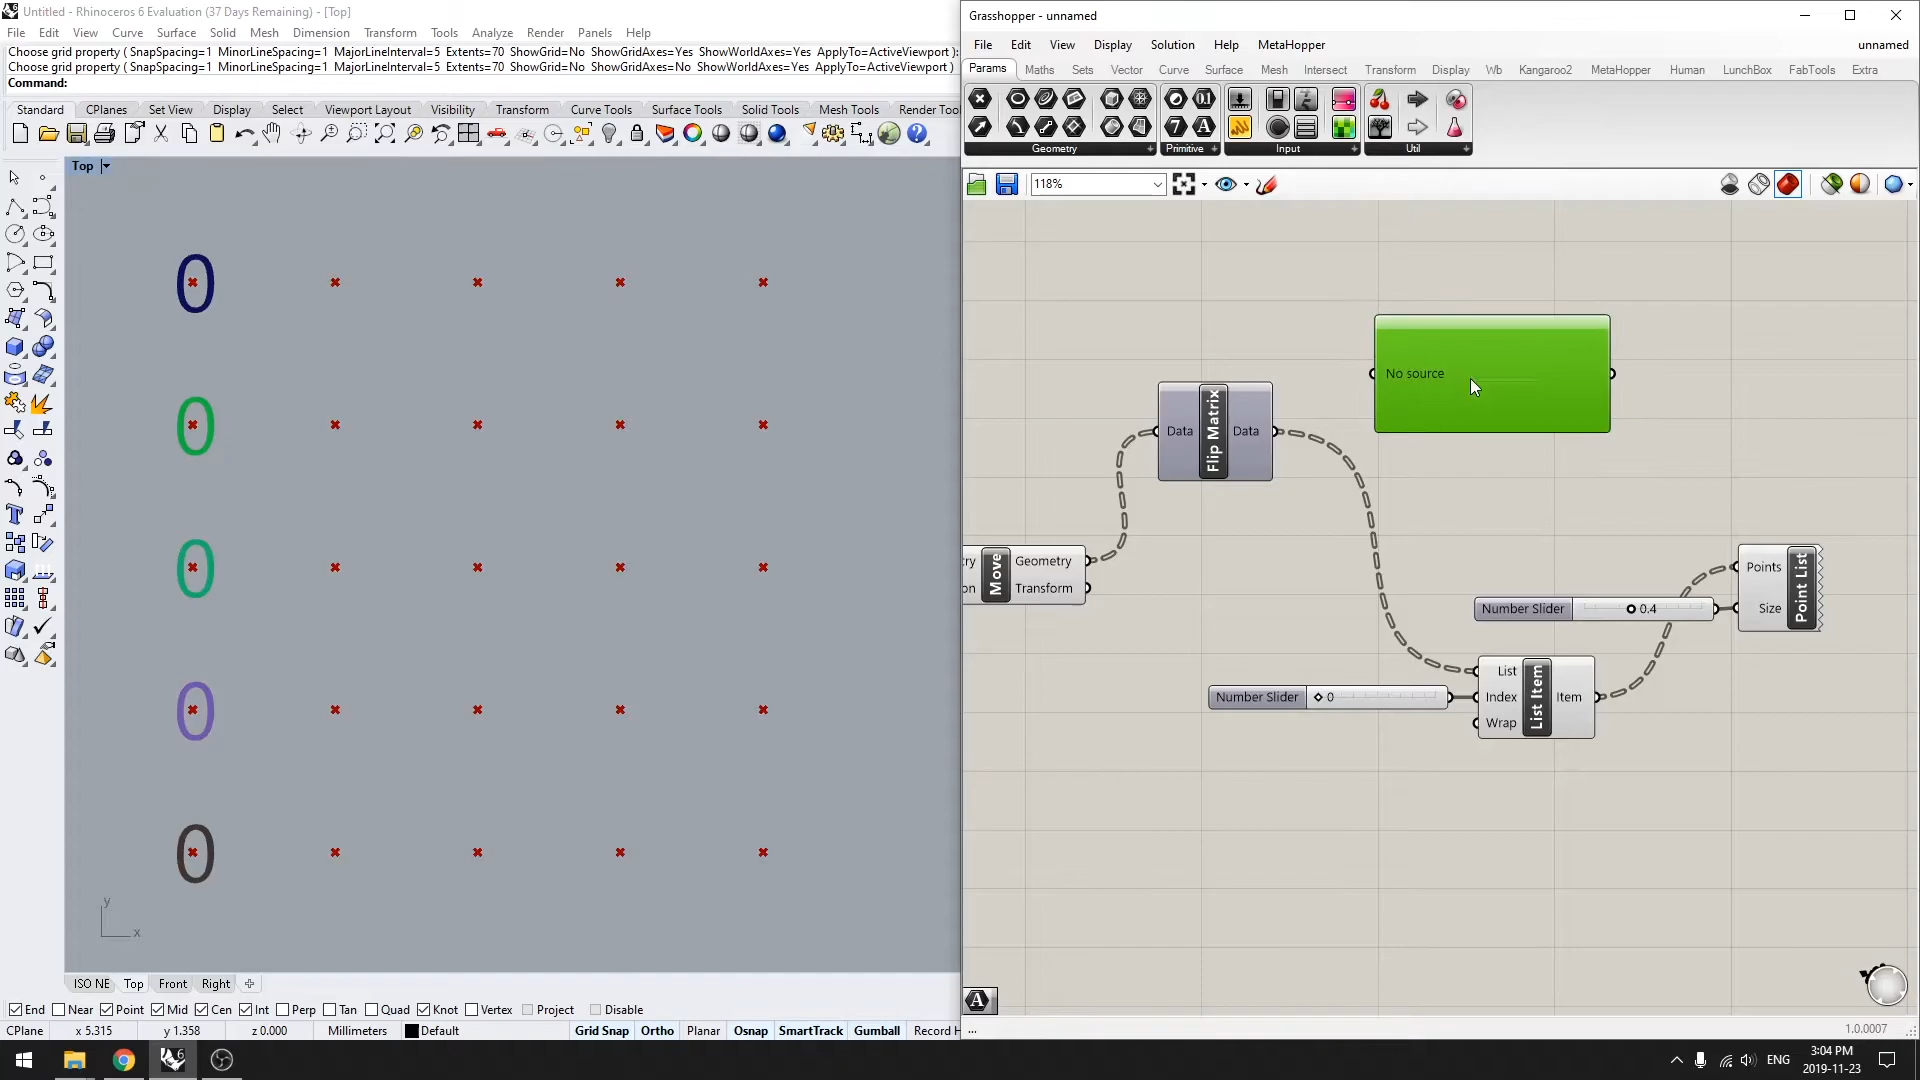 Untitled - Rhinoceros 6 Evaluation (37 Days Remaining) - [Top]
File Edit View Curve Surface Solid Mesh Dimension Transform Tools Analyze Render Panels Help
Choose grid property ( SnapSpacing=1 MinorLineSpacing=1 MajorLineInterval=5 Extents=70 ShowGrid=No ShowGridAxes=Yes ShowWorldAxes=Yes ApplyTo=ActiveViewport ):
Choose grid property ( SnapSpacing=1 MinorLineSpacing=1 MajorLineInterval=5 Extents=70 ShowGrid=No ShowGridAxes=No ShowWorldAxes=Yes ApplyTo=ActiveViewport )
Command:
Standard CPlanes Set View Display Select Viewport Layout Visibility Transform Curve Tools Surface Tools Solid Tools Mesh Tools Render Too
Top
0
0
0
0
0
y
x
ISO NE Top Front Right
End Near Point Mid Cen Int Perp Tan Quad Knot Vertex Project Disable
CPlane x 5.315 y 1.358 z 0.000 Millimeters Default Grid Snap Ortho Planar Osnap SmartTrack Gumball Record H
Grasshopper - unnamed
File Edit View Display Solution Help MetaHopper unnamed
Params Maths Sets Vector Curve Surface Mesh Intersect Transform Display Wb Kangaroo2 MetaHopper Human LunchBox FabTools Extra
Geometry Primitive Input Util
118%
No source
Data Flip Matrix Data
ry Move Geometry
on Transform
Points Point List
Number Slider 0.4 Size
List List Item
Number Slider 0 Index Item
Wrap
... 1.0.0007
ENG 3:04 PM
2019-11-23